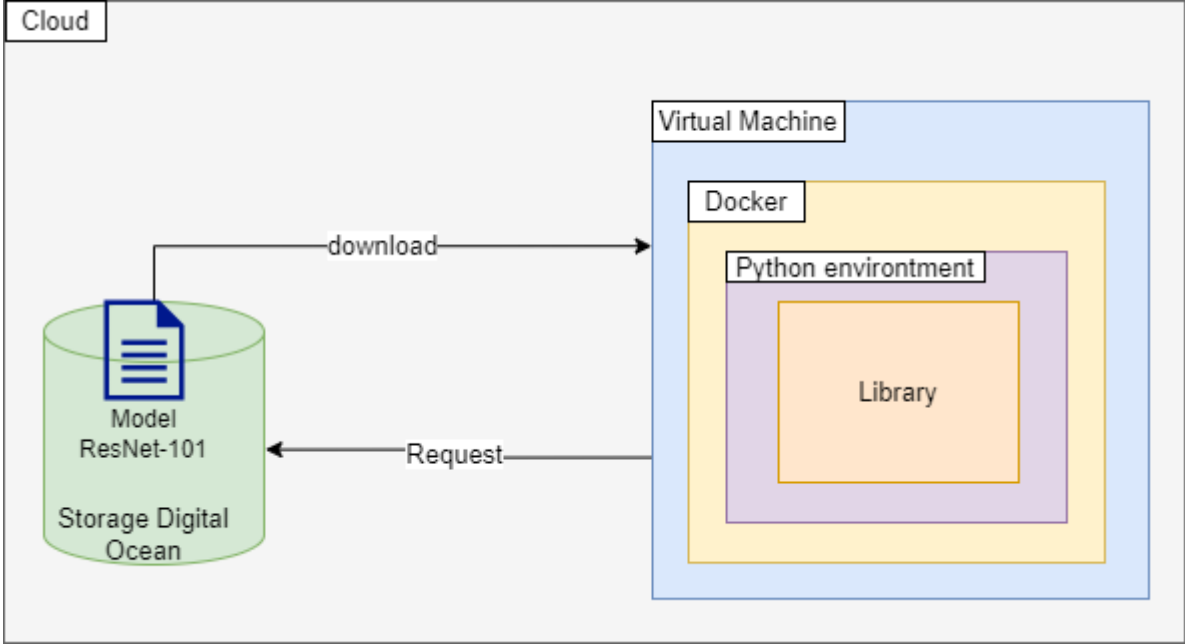 Cloud
Virtual Machine
Docker
download
Python environtment
Library
Model
ResNet-101
Request
Storage Digital
Ocean